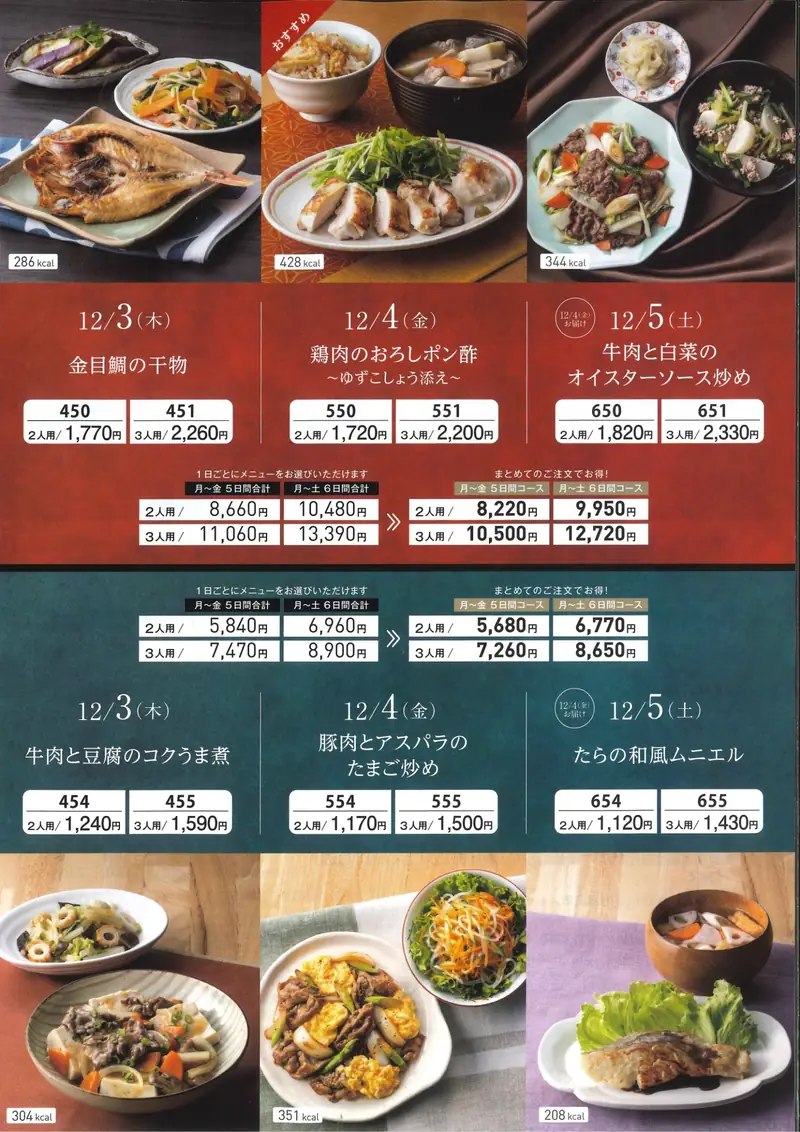 おすすめ
286kcal
428kcal
344kcal
12/3(木)
金目鯛の干物
450
2人用/1,770円
451
3人用/2,260円
12/4(金)
鶏肉のおろしポン酢
~ゆずこしょう添え~
550
2人用/1,720円
551
3人用/2,200円
12/4(金)
お届け
12/5(土)
牛肉と白菜の
オイスターソース炒め
650
2人用/1,820円
651
3人用/2,330円
1日ごとにメニューをお選びいただけます
月~金 5日間合計 月~土 6日間合計
2人用/ 8,660円 10,480円
3人用/ 11,060円 13,390円
»
まとめてのご注文でお得!
月~金 5日間コース 月~土 6日間コース
2人用/ 8,220円 9,950円
3人用/ 10,500円 12,720円
1日ごとにメニューをお選びいただけます
月~金 5日間合計 月~土 6日間合計
2人用/ 5,840円 6,960円
3人用/ 7,470円 8,900円
»
まとめてのご注文でお得!
月~金 5日間コース 月~土 6日間コース
2人用/ 5,680円 6,770円
3人用/ 7,260円 8,650円
12/3(木)
牛肉と豆腐のコクうま煮
454
2人用/1,240円
455
3人用/1,590円
12/4(金)
豚肉とアスパラの
たまご炒め
554
2人用/1,170円
555
3人用/1,500円
12/4(金)
お届け
12/5(土)
たらの和風ムニエル
654
2人用/1,120円
655
3人用/1,430円
304kcal
351kcal
208kcal